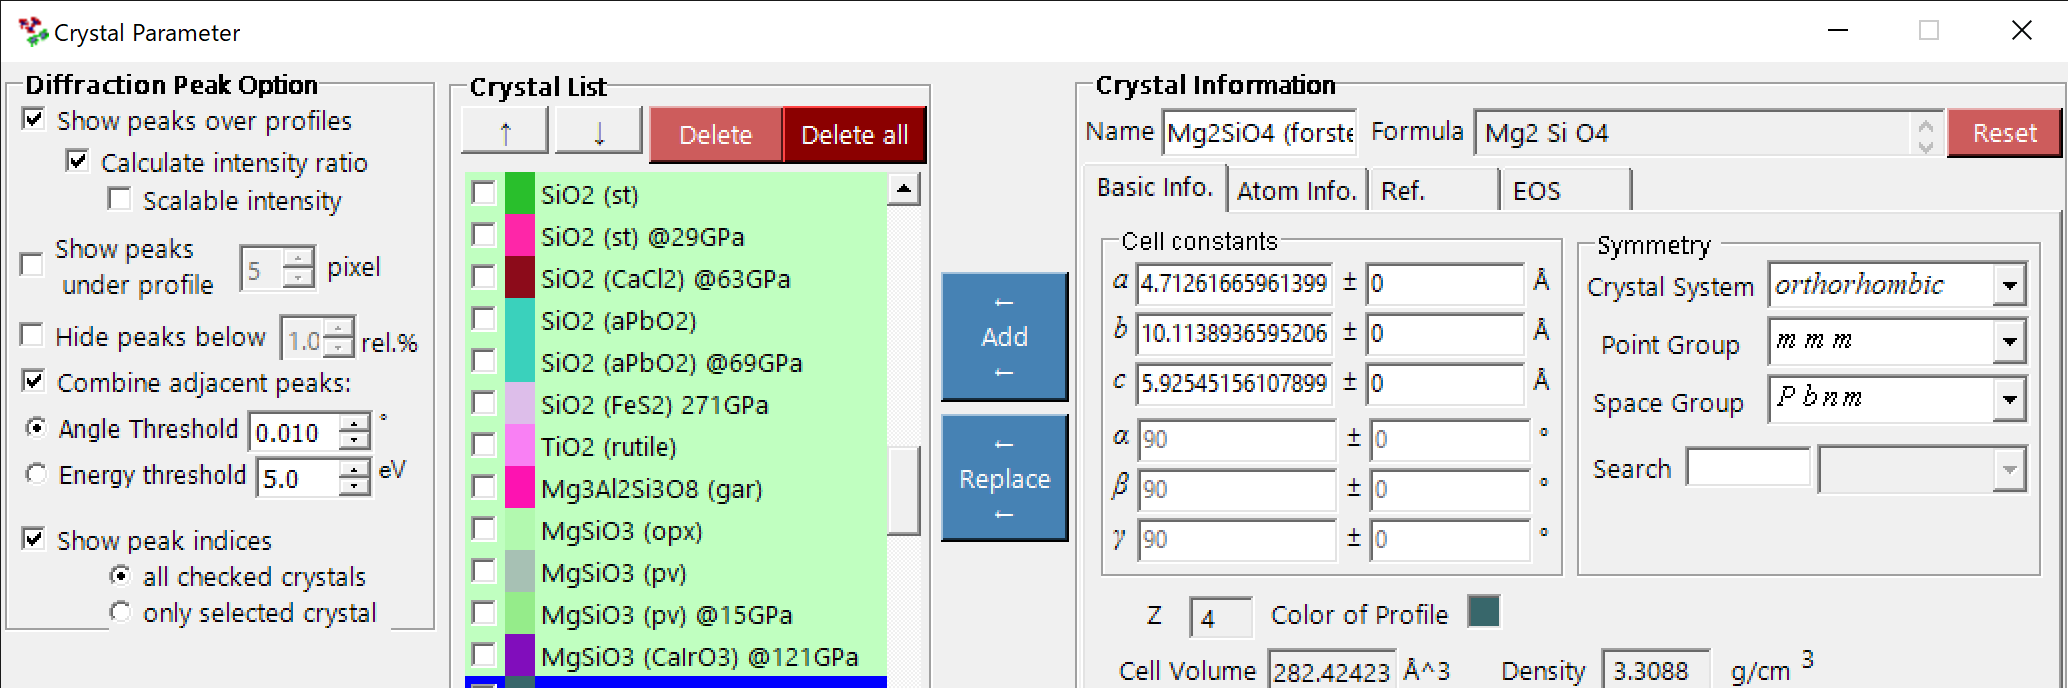 Crystal Parameter
Diffraction Peak Option
Show peaks over profiles
Calculate intensity ratio
Scalable intensity
Show peaks
under profile
5 pixel
Hide peaks below 1.0 rel.%
Combine adjacent peaks:
Angle Threshold 0.010 °
Energy threshold 5.0 eV
Show peak indices
all checked crystals
only selected crystal
Crystal List
↑ ↓ Delete Delete all
SiO2 (st)
SiO2 (st) @29GPa
SiO2 (CaCl2) @63GPa
SiO2 (aPbO2)
SiO2 (aPbO2) @69GPa
SiO2 (FeS2) 271GPa
TiO2 (rutile)
Mg3Al2Si3O8 (gar)
MgSiO3 (opx)
MgSiO3 (pv)
MgSiO3 (pv) @15GPa
MgSiO3 (CaIrO3) @121GPa
←
Add
←
←
Replace
←
Crystal Information
Name Mg2SiO4 (forste Formula Mg2 Si O4 Reset
Basic Info. Atom Info. Ref. EOS
Cell constants
a 4.71261665961399 ± 0 Å
b 10.1138936595206 ± 0 Å
c 5.92545156107899 ± 0 Å
α 90 ± 0 °
β 90 ± 0 °
γ 90 ± 0 °
Symmetry
Crystal System orthorhombic
Point Group m m m
Space Group P b n m
Search
Z 4 Color of Profile
Cell Volume 282.42423 Å^3 Density 3.3088 g/cm 3